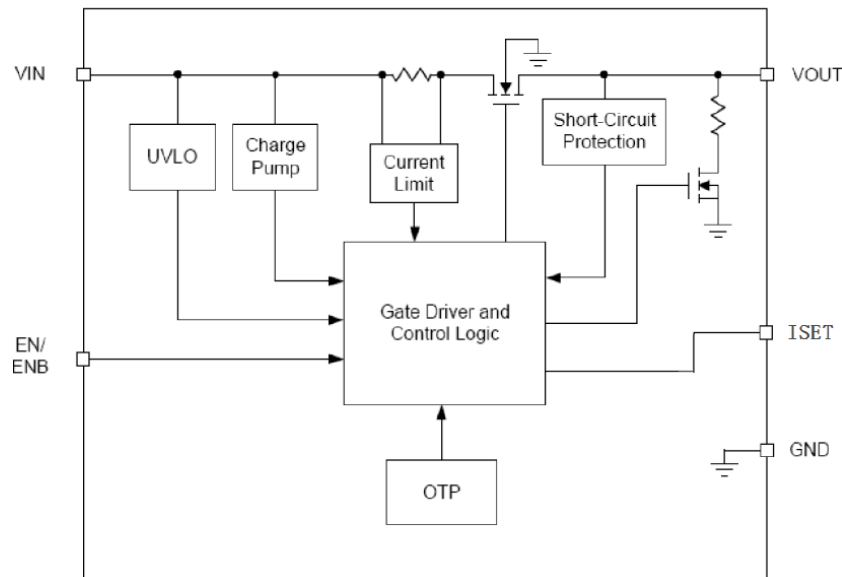 VIN
VOUT
UVLO
Charge
Pump
Current
Limit
Short-Circuit
Protection
Gate Driver and
Control Logic
EN/
ENB
ISET
GND
OTP